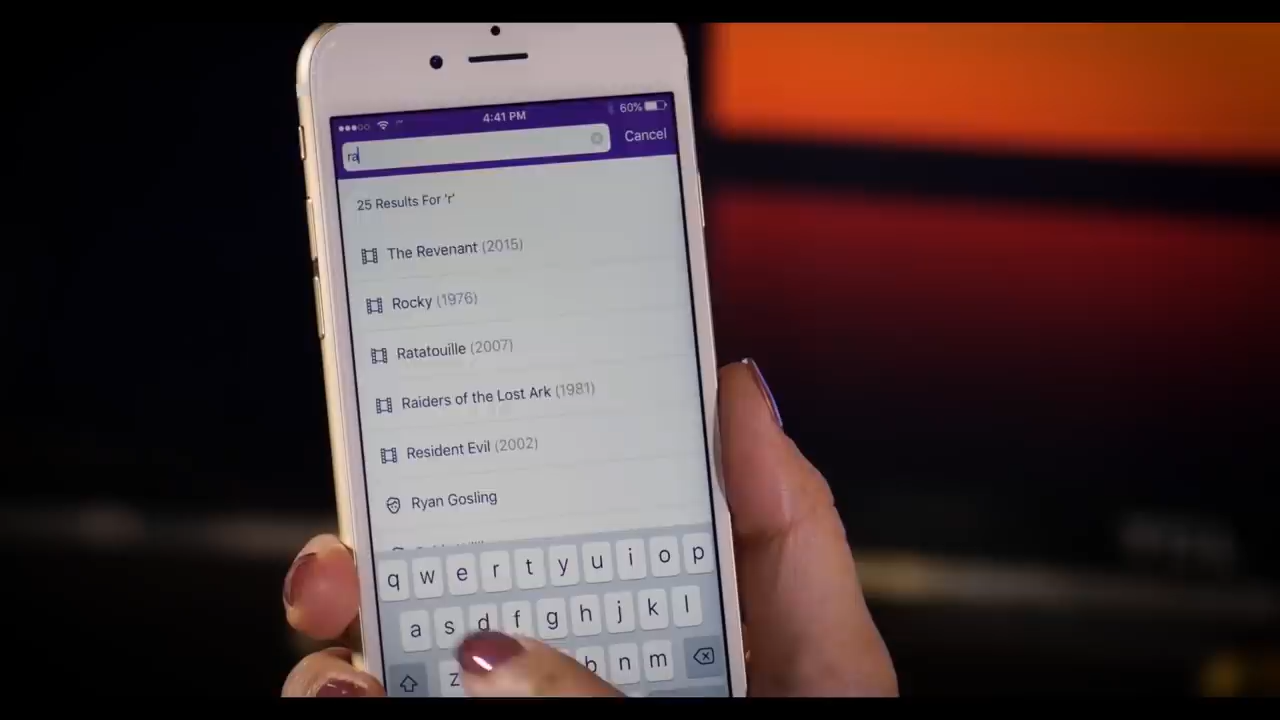 4:41 PM
60%
ra
Cancel
25 Results For 'r'
The Revenant (2015)
Rocky (1976)
Ratatouille (2007)
Raiders of the Lost Ark (1981)
Resident Evil (2002)
Ryan Gosling
q w e r t y u i o p
a s d f g h j k l
z b n m